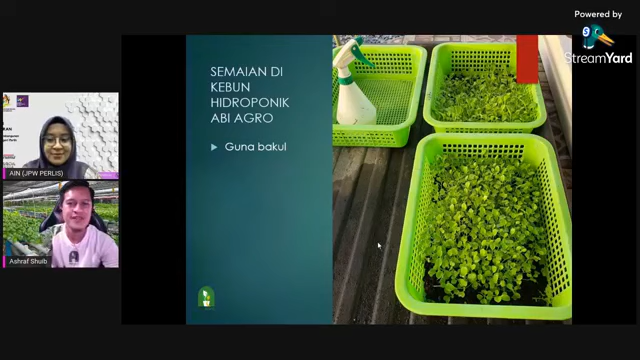 Powered by
StreamYard
SEMAIAN DI
KEBUN
HIDROPONIK
ABI AGRO
Guna bakul
AIN (JPW PERLIS)
Ashraf Shuib